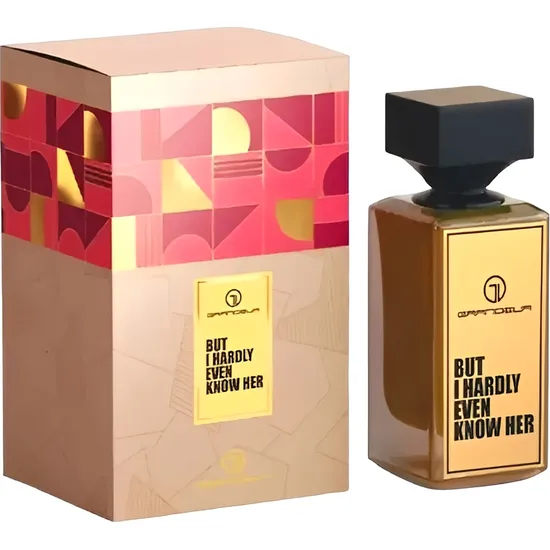 GRANDEUR
BUT
I HARDLY
EVEN
KNOW HER
GRANDEUR
BUT
I HARDLY
EVEN
KNOW HER